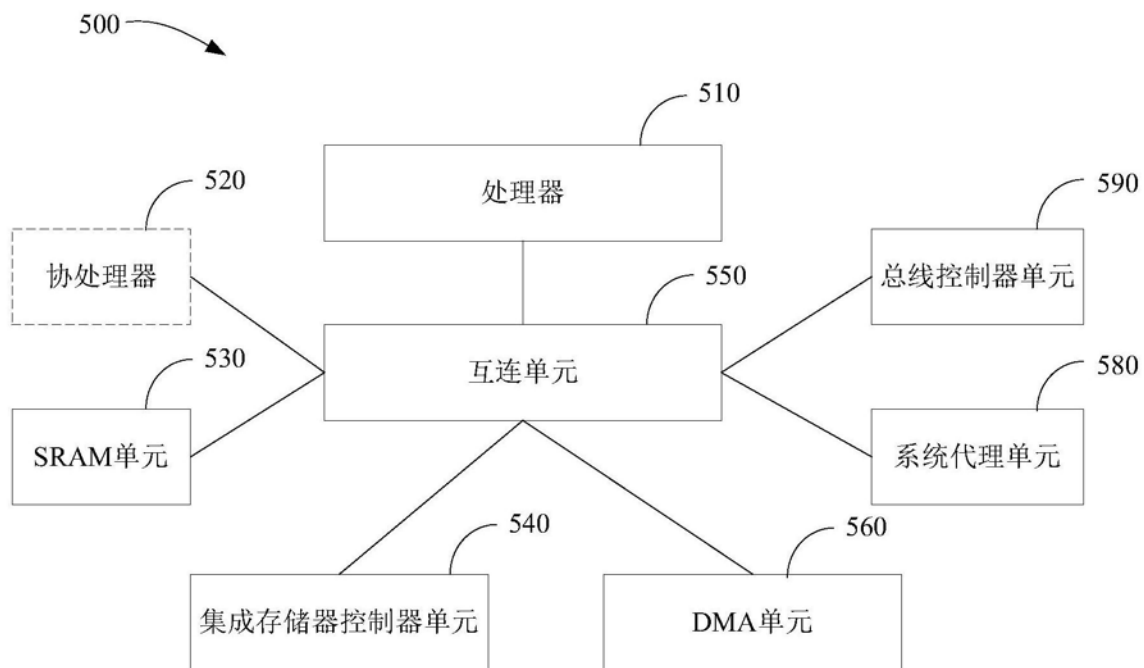 500
510
处理器
520
协处理器
590
总线控制器单元
550
互连单元
530
SRAM单元
580
系统代理单元
540
集成存储器控制器单元
560
DMA单元